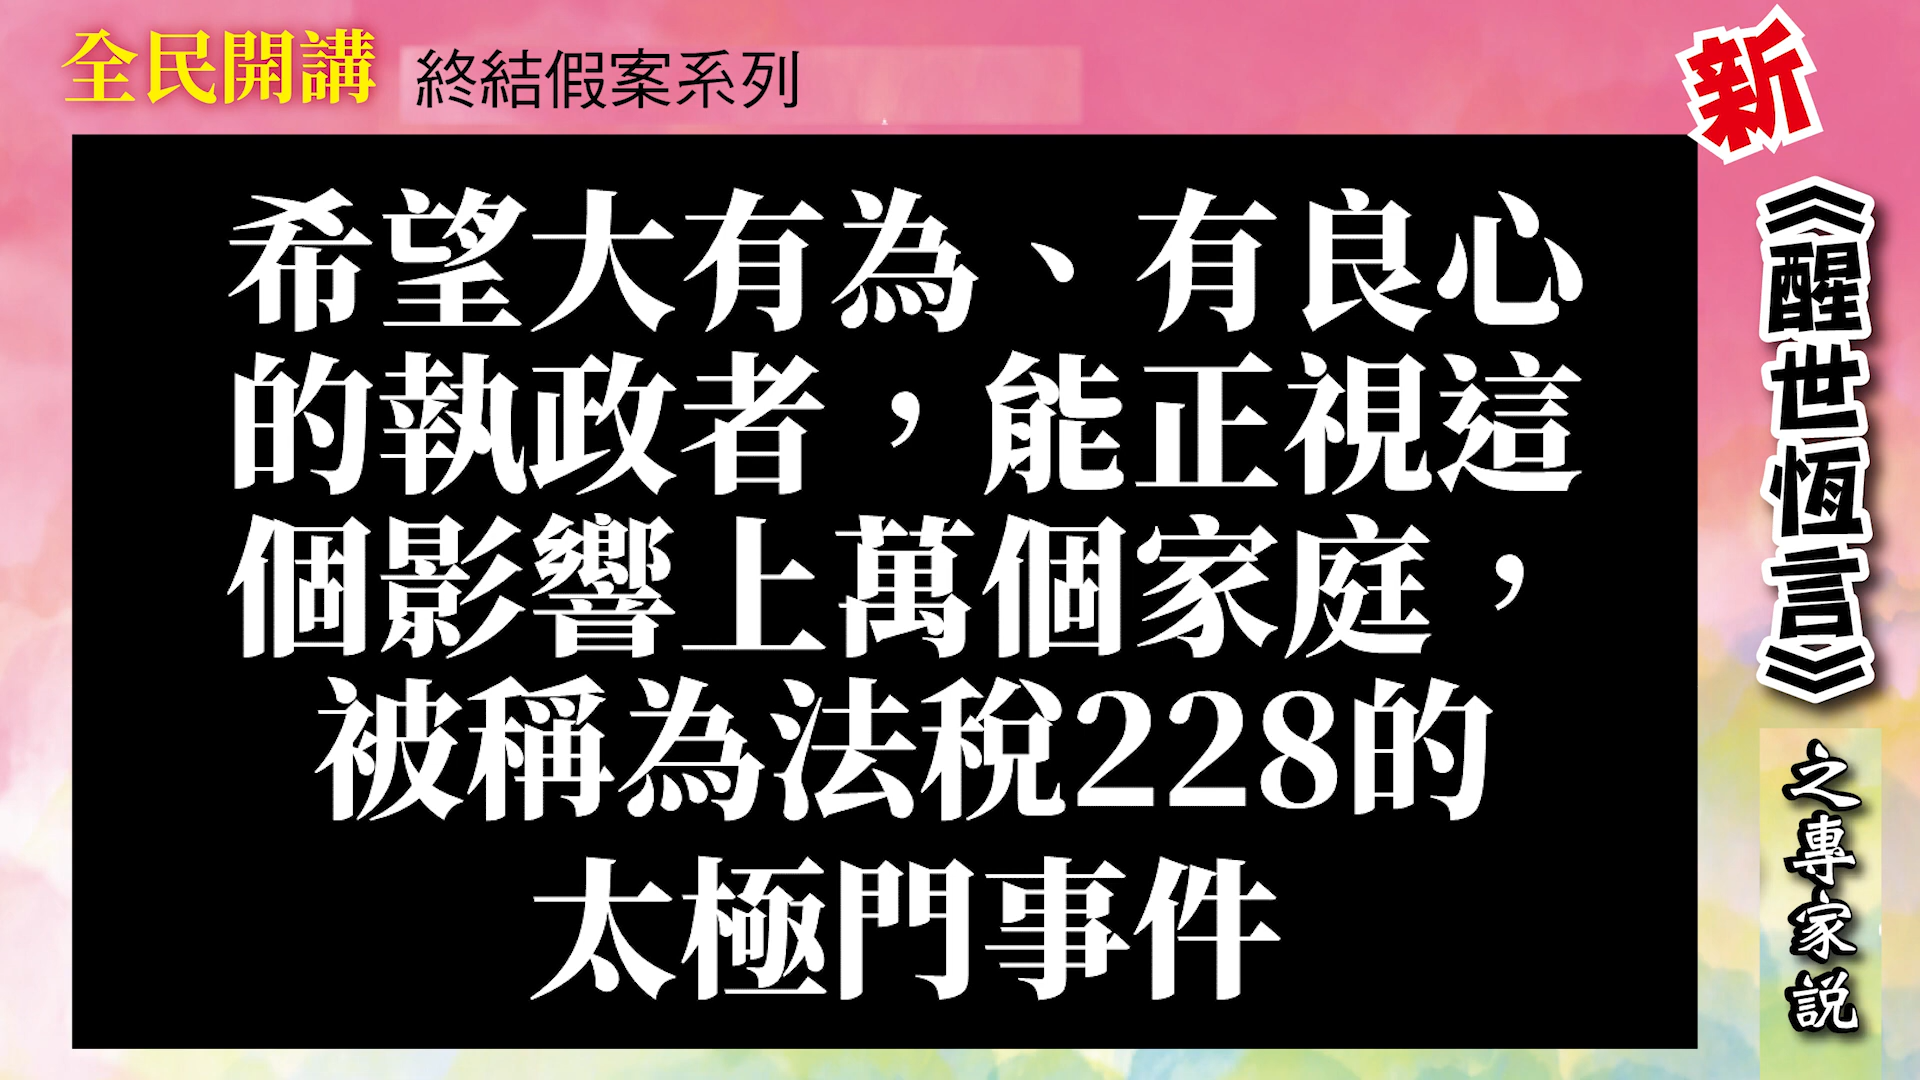 全民開講 終結假案系列
希望大有為、有良心
的執政者，能正視這
個影響上萬個家庭，
被稱為法稅228的
太極門事件
新
《醒世恆言》
之專家説